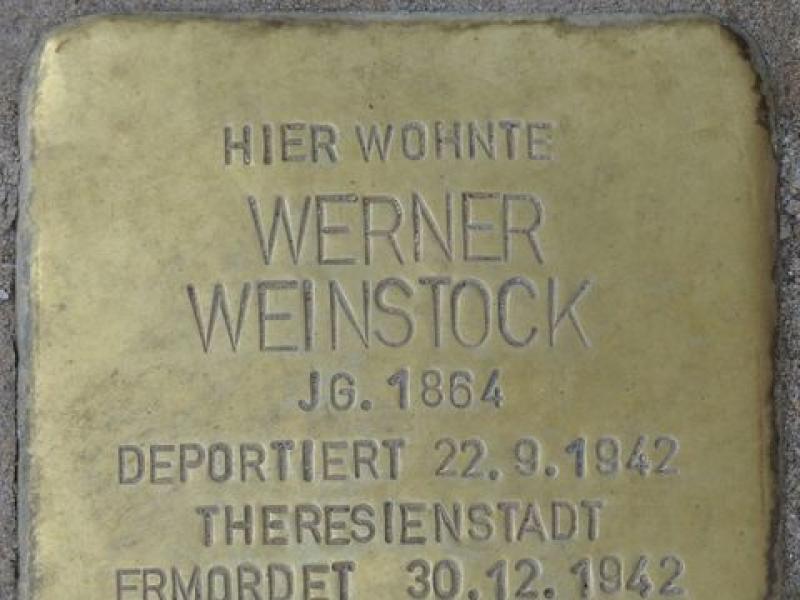 HIER WOHNTE
WERNER
WEINSTOCK
JG. 1864
DEPORTIERT 22.9.1942
THERESIENSTADT
ERMORDET 30.12.1942